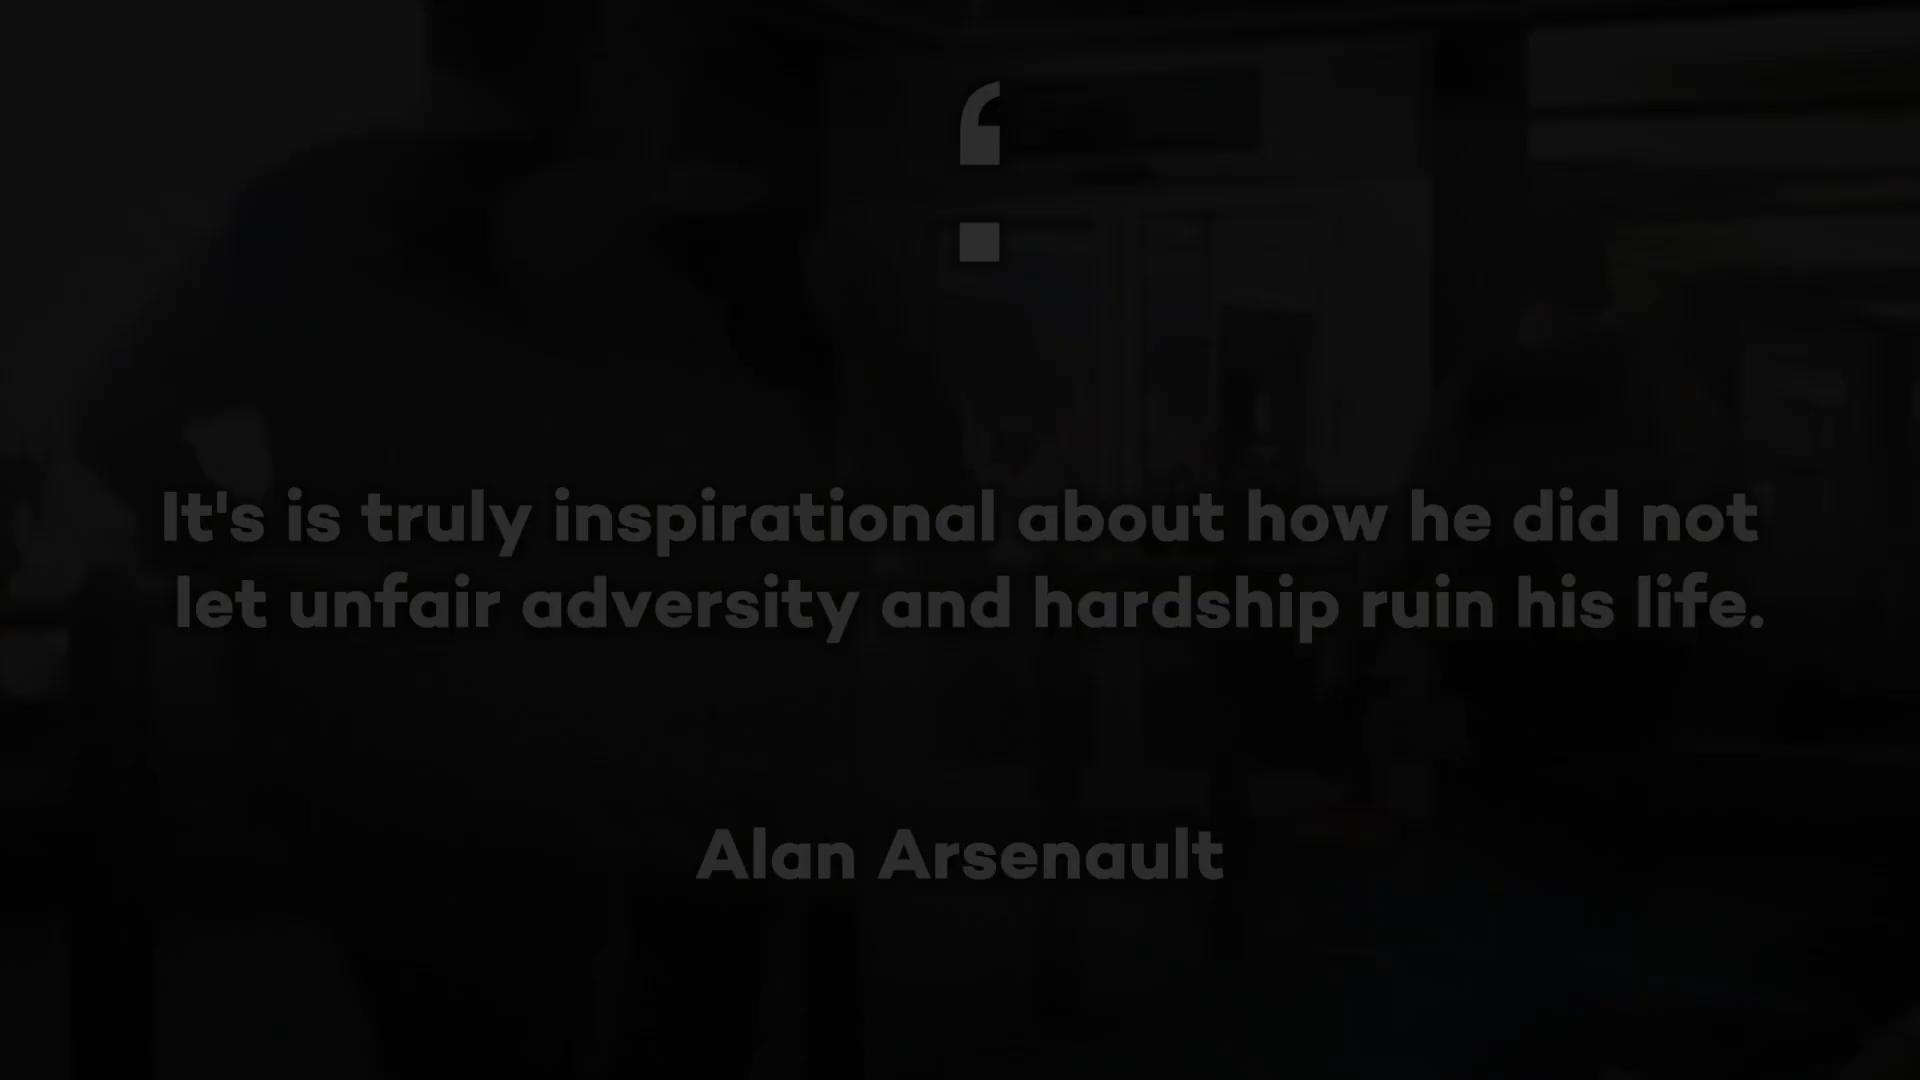 ‘
.
It's is truly inspirational about how he did not
let unfair adversity and hardship ruin his life.
Alan Arsenault